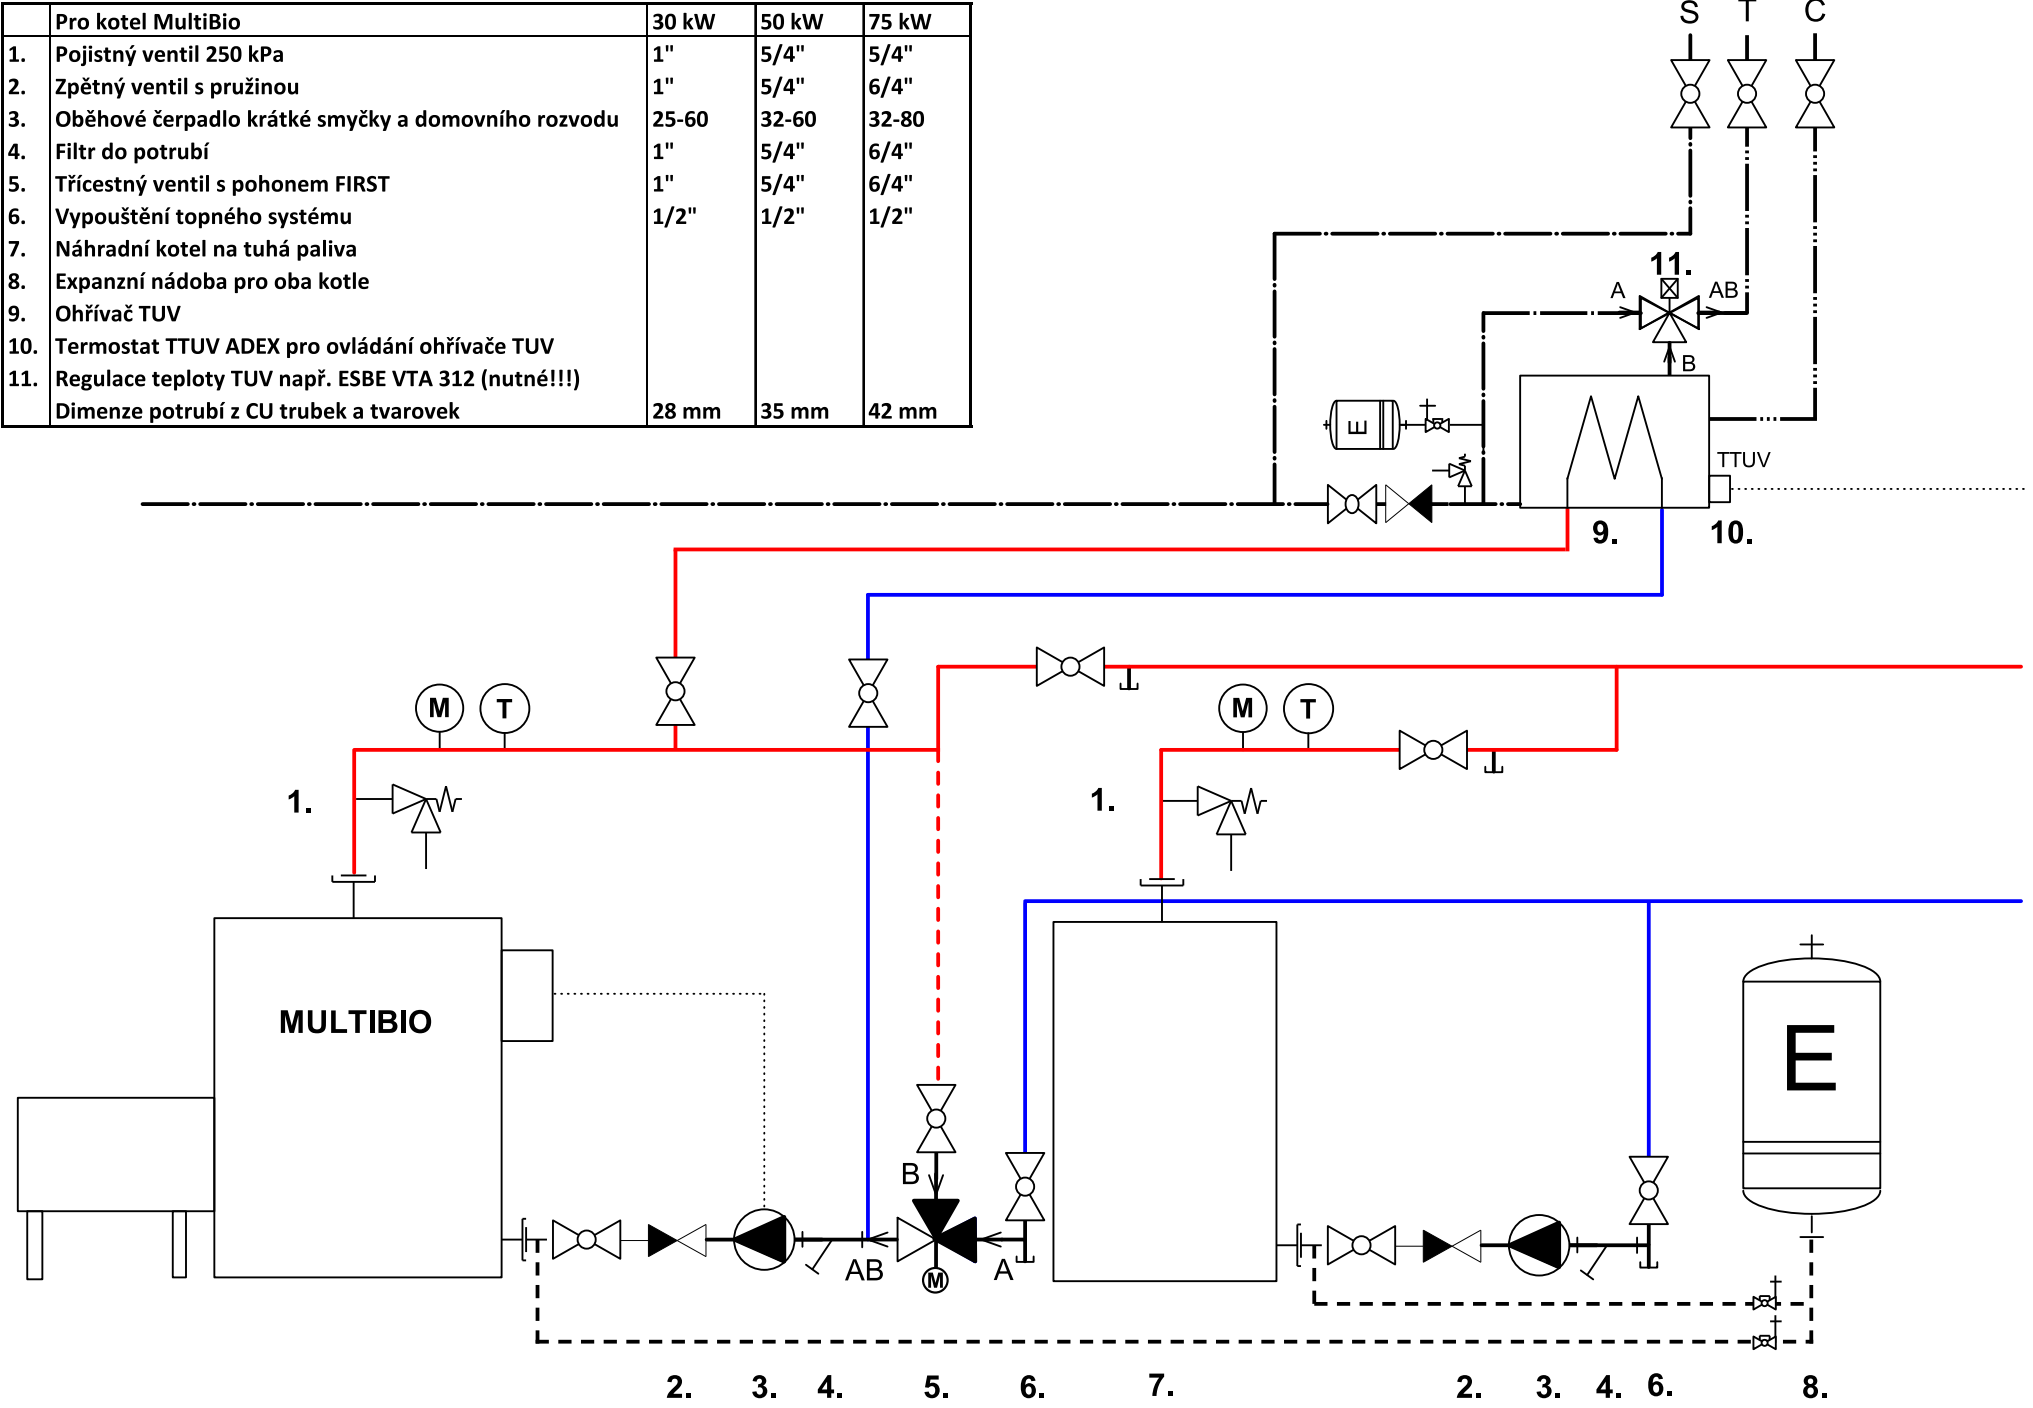 Pro kotel MultiBio 30 kW 50 kW 75 kW
1. Pojistný ventil 250 kPa 1" 5/4" 5/4"
2. Zpětný ventil s pružinou 1" 5/4" 6/4"
3. Oběhové čerpadlo krátké smyčky a domovního rozvodu 25-60 32-60 32-80
4. Filtr do potrubí 1" 5/4" 6/4"
5. Třícestný ventil s pohonem FIRST 1" 5/4" 6/4"
6. Vypouštění topného systému 1/2" 1/2" 1/2"
7. Náhradní kotel na tuhá paliva
8. Expanzní nádoba pro oba kotle
9. Ohřívač TUV
10. Termostat TTUV ADEX pro ovládání ohřívače TUV
11. Regulace teploty TUV např. ESBE VTA 312 (nutné!!!)
Dimenze potrubí z CU trubek a tvarovek 28 mm 35 mm 42 mm
S T C
11.
A AB
B
E
TTUV
9. 10.
M T M T
1. 1.
MULTIBIO
E
B
AB A
M
2. 3. 4. 5. 6. 7. 2. 3. 4. 6. 8.